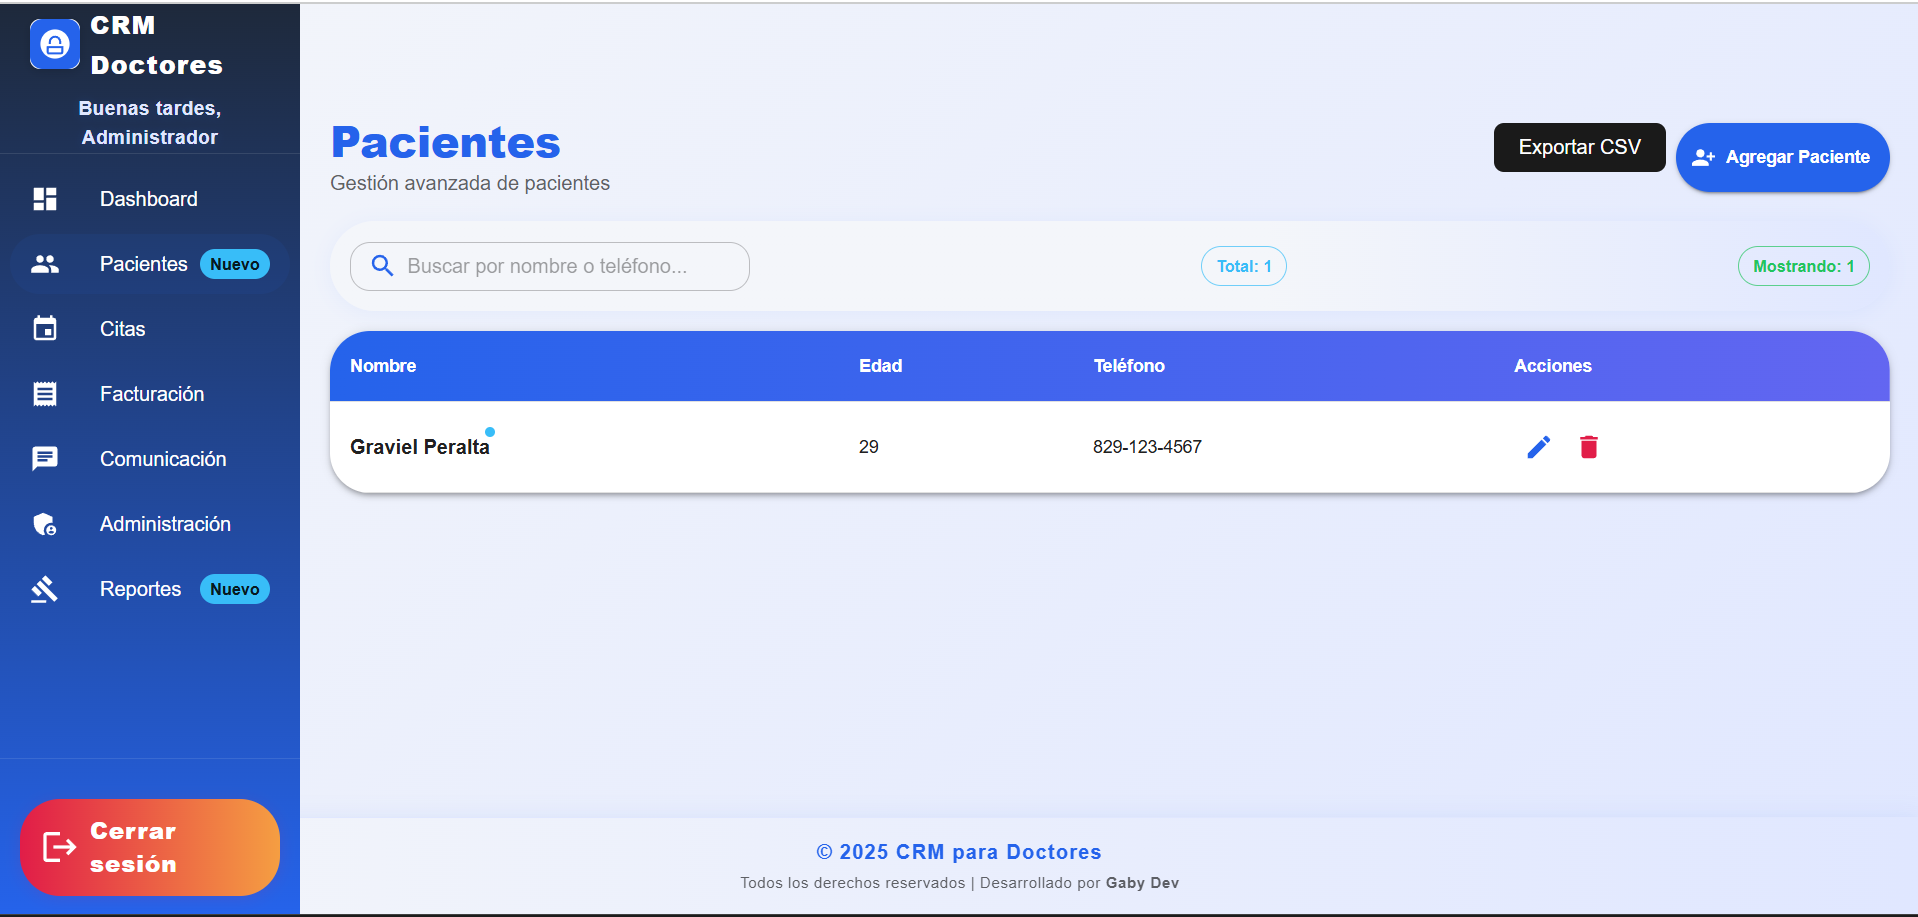 CRM
Doctores
Buenas tardes,
Administrador
Dashboard
Pacientes Nuevo
Citas
Facturación
Comunicación
Administración
Reportes Nuevo
Cerrar
sesión
Pacientes
Gestión avanzada de pacientes
Exportar CSV
Agregar Paciente
Buscar por nombre o teléfono...
Total: 1
Mostrando: 1
Nombre Edad Teléfono Acciones
Graviel Peralta 29 829-123-4567
© 2025 CRM para Doctores
Todos los derechos reservados | Desarrollado por Gaby Dev